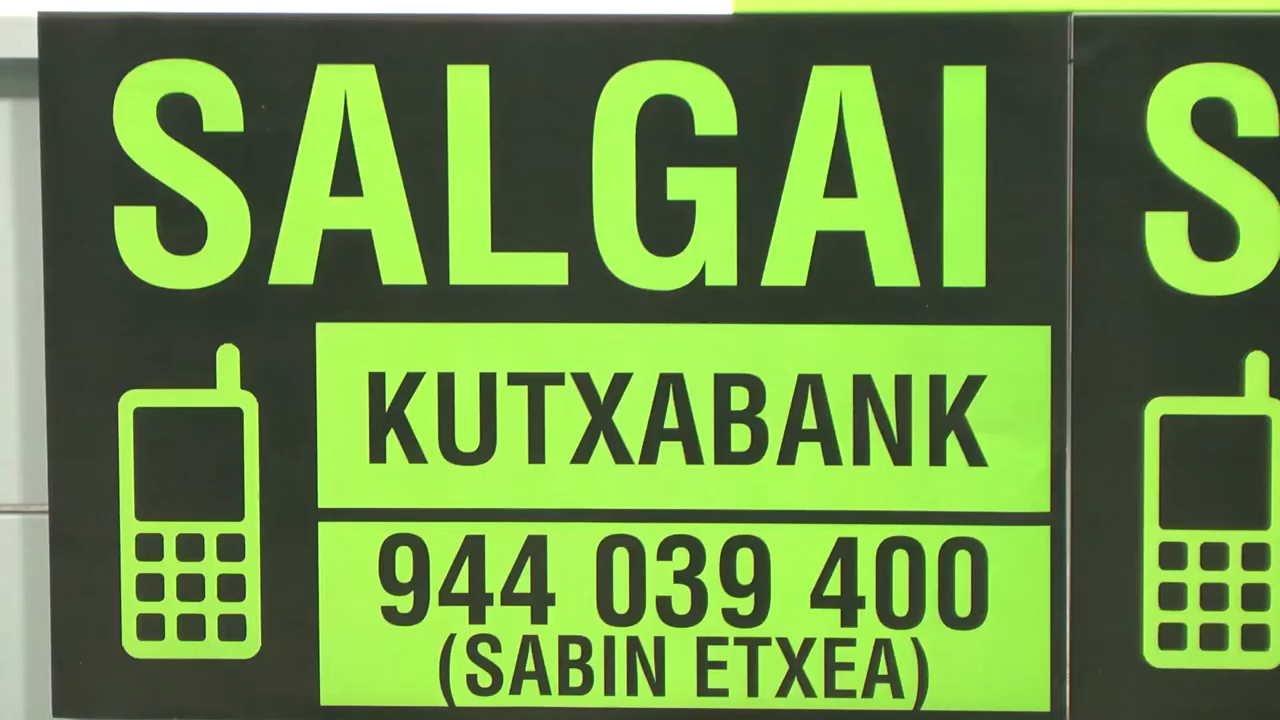 SALGAI
KUTXABANK
944 039 400
(SABIN ETXEA)
S